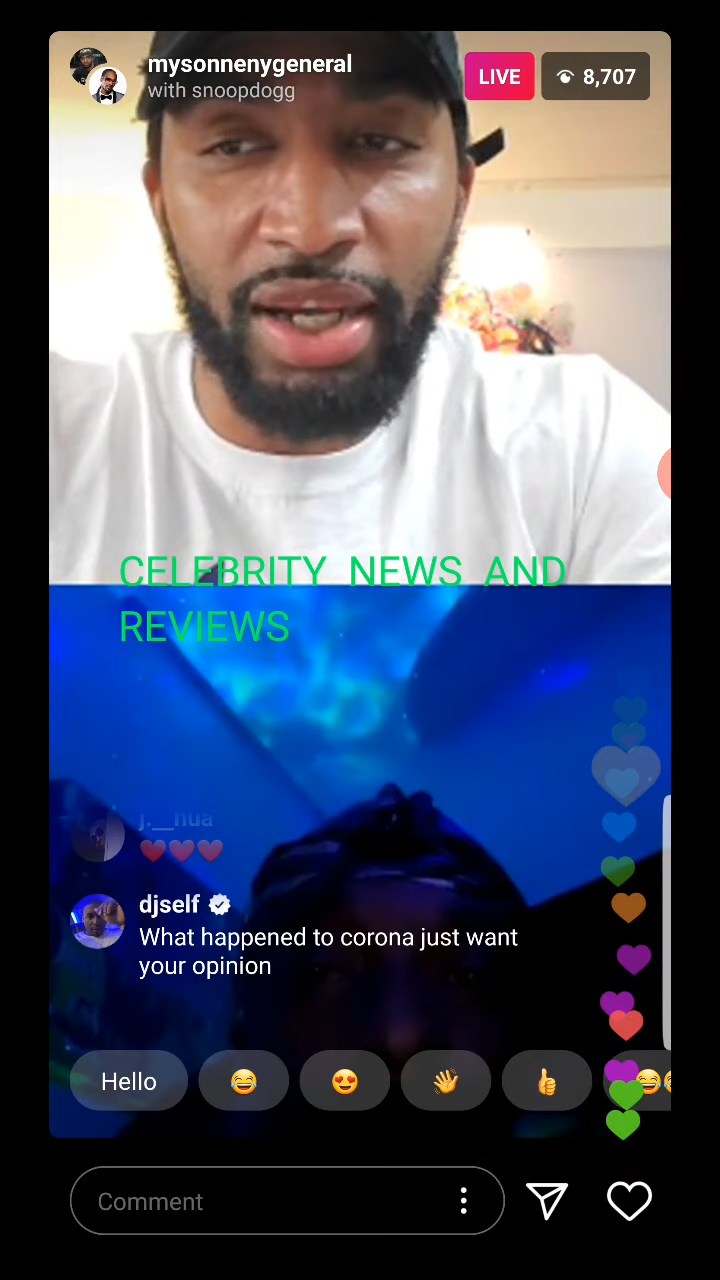 mysonnenygeneral
with snoopdogg
LIVE
8,707
CELEBRITY NEWS AND
REVIEWS
j.__hua
djself
What happened to corona just want
your opinion
Hello
Comment